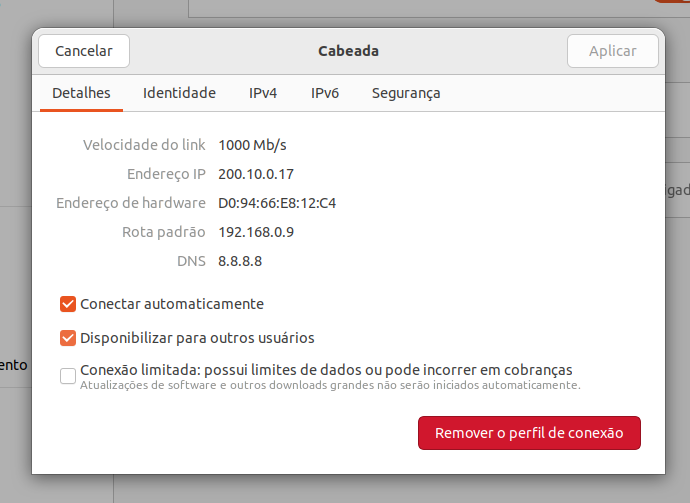 Cancelar
Cabeada
Aplicar
Detalhes
Identidade
IPv4
IPv6
Segurança
Velocidade do link 1000 Mb/s
Endereço IP 200.10.0.17
Endereço de hardware D0:94:66:E8:12:C4
Rota padrão 192.168.0.9
DNS 8.8.8.8
Conectar automaticamente
Disponibilizar para outros usuários
Conexão limitada: possui limites de dados ou pode incorrer em cobranças
Atualizações de software e outros downloads grandes não serão iniciados automaticamente.
Remover o perfil de conexão